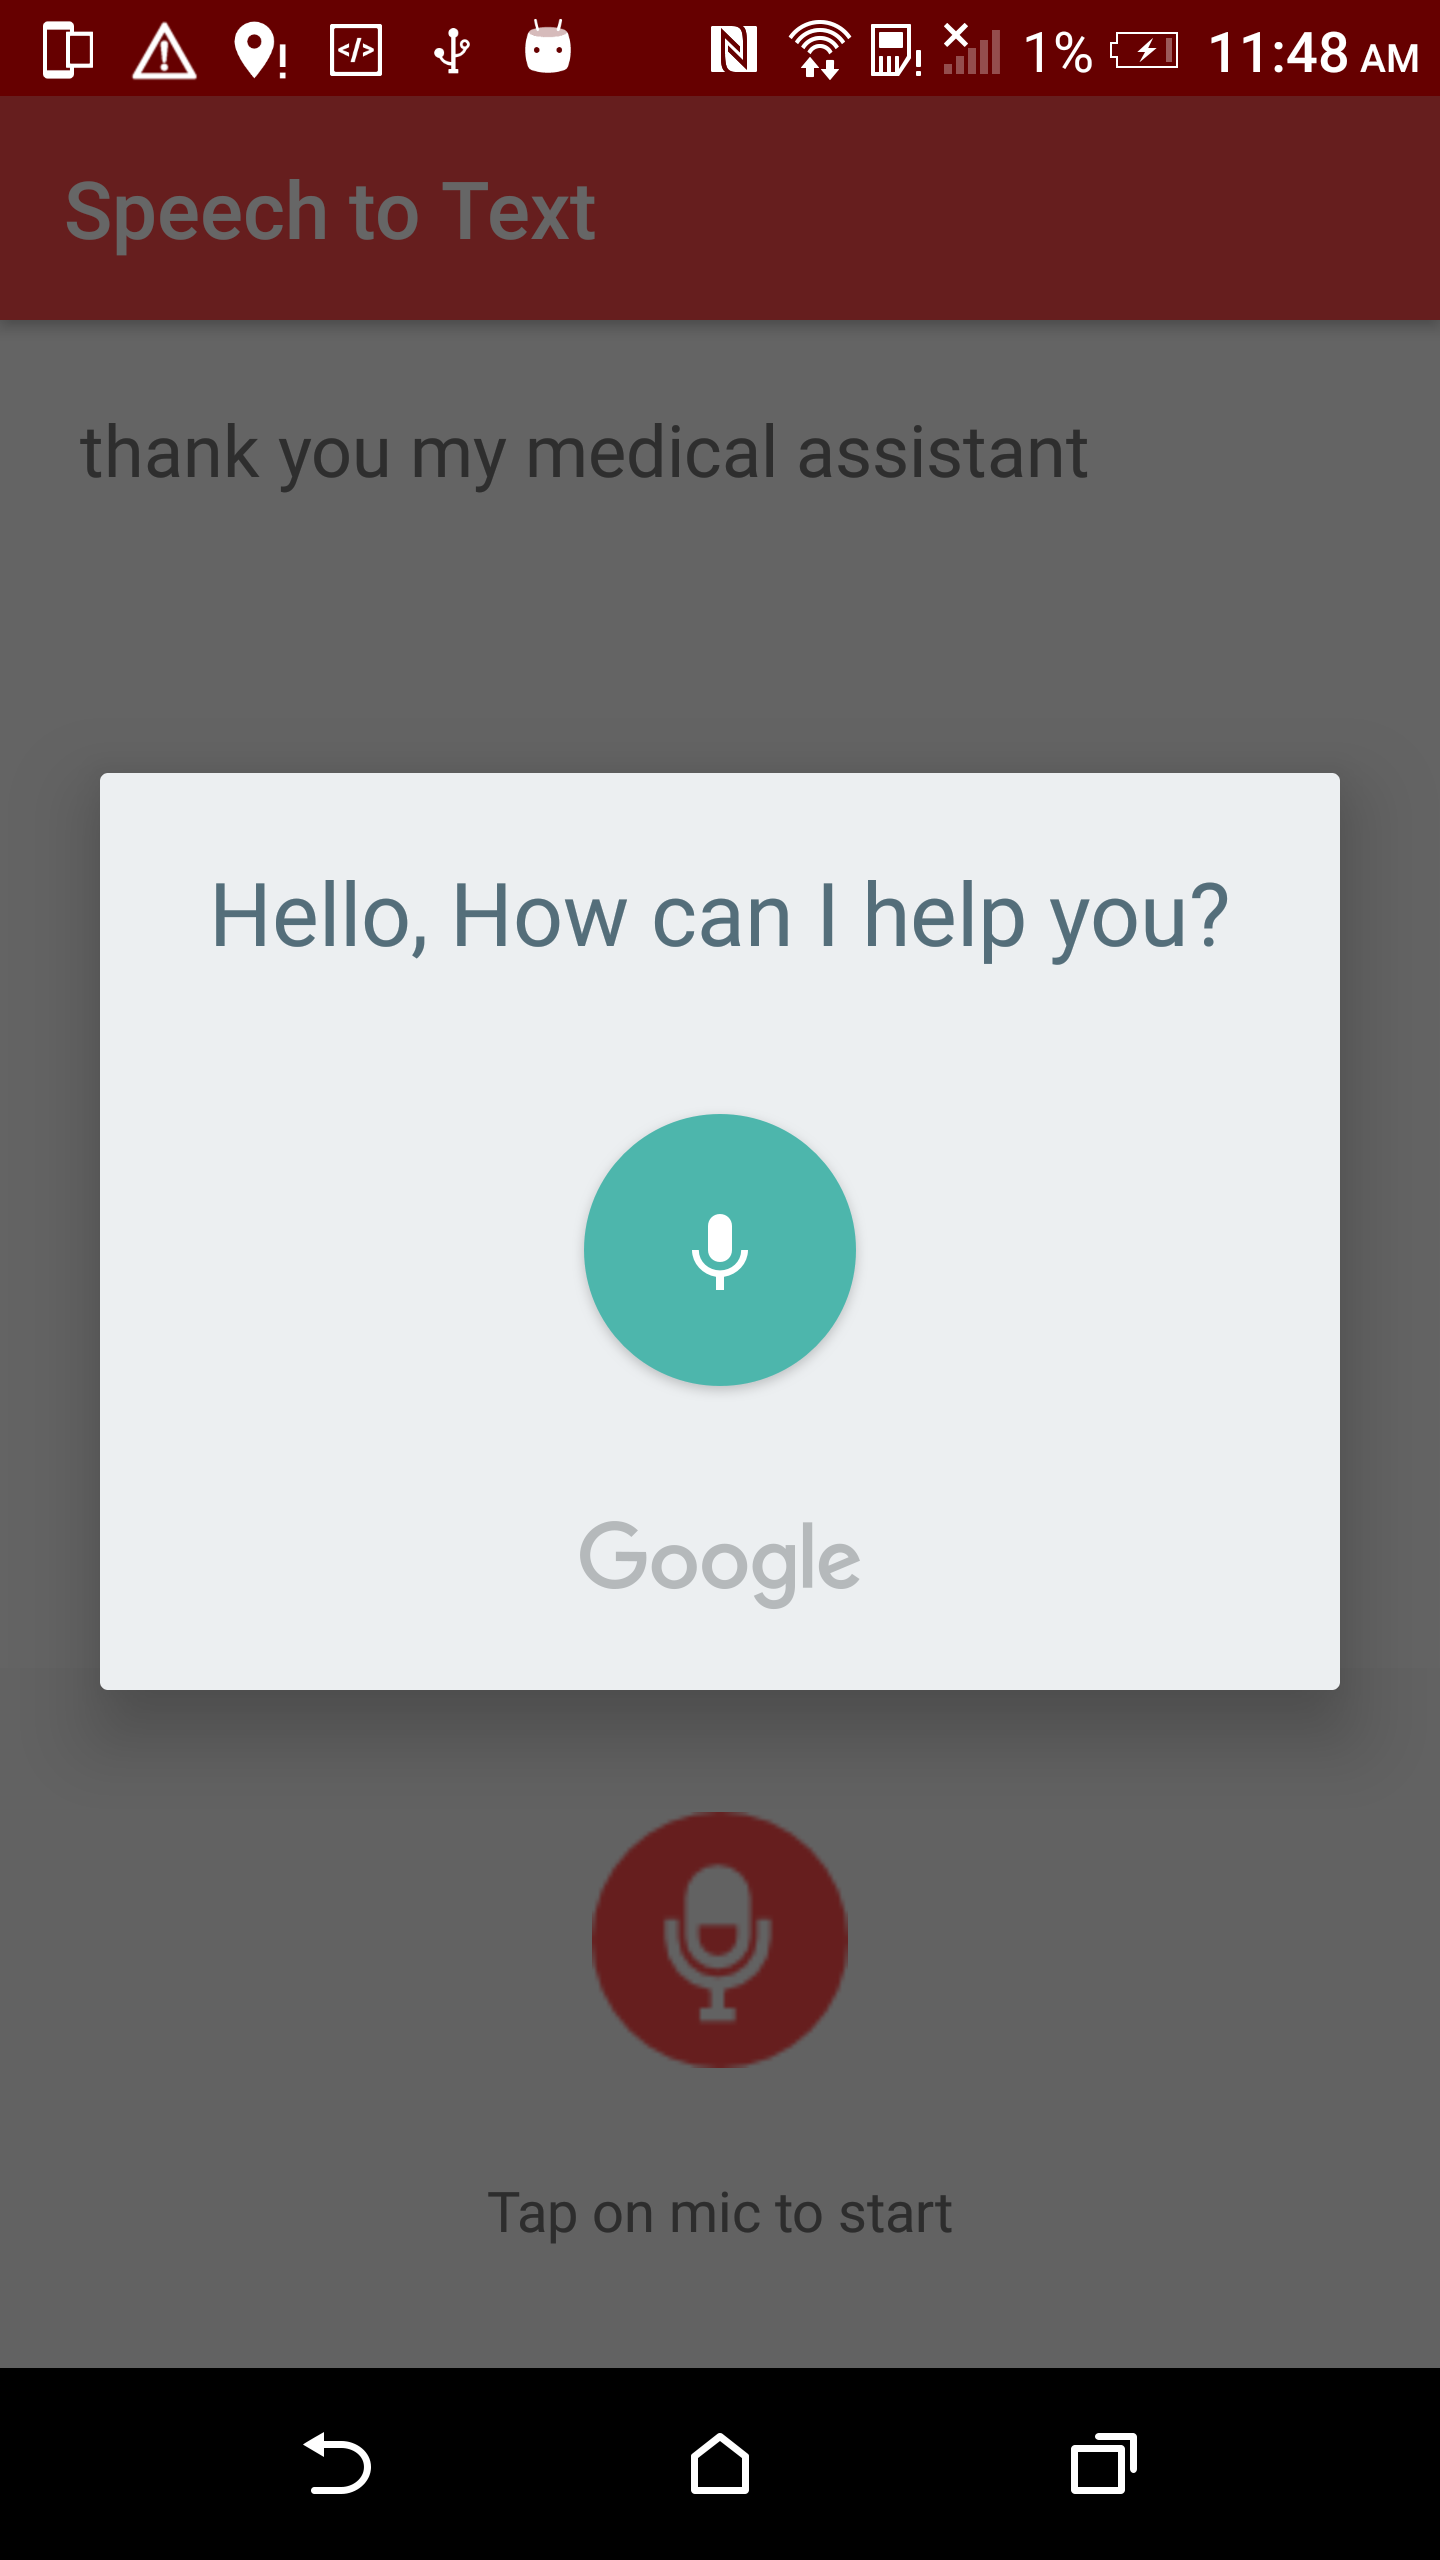 1% 11:48 AM
Speech to Text
thank you my medical assistant
Hello, How can I help you?
Google
Tap on mic to start